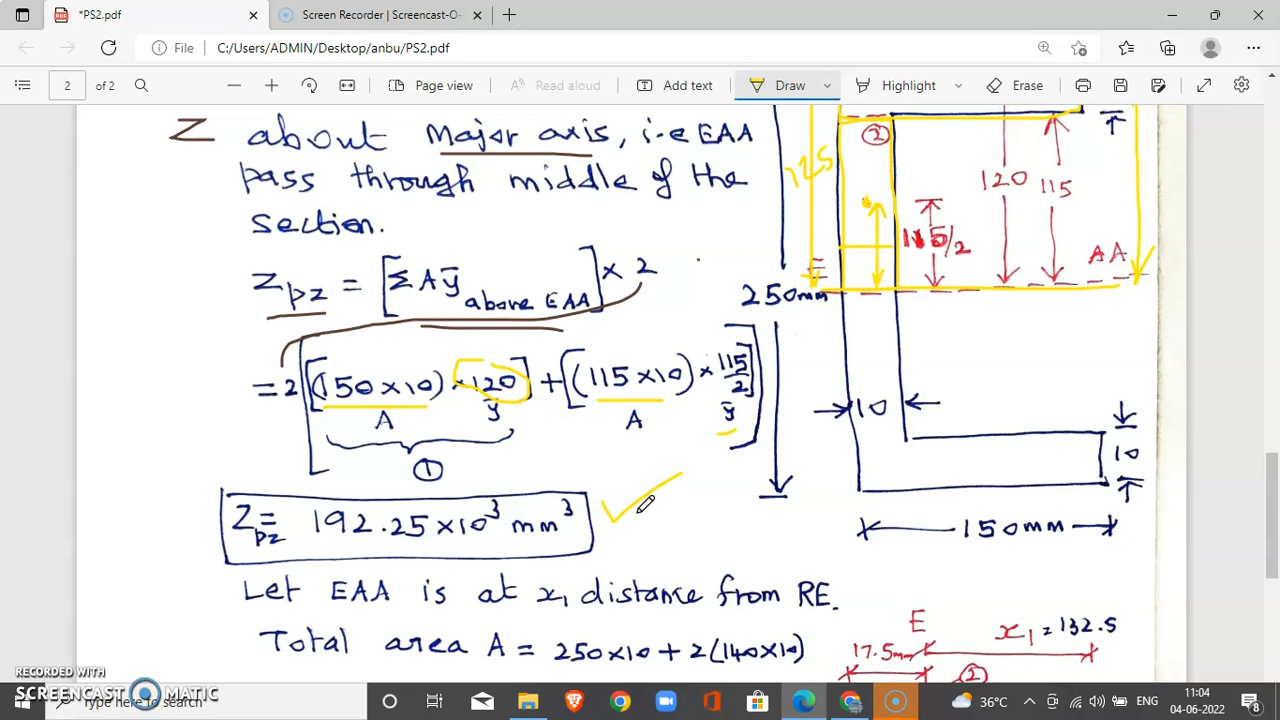 *PS2.pdf
Screen Recorder | Screencast-O-
File C:/Users/ADMIN/Desktop/anbu/PS2.pdf
2 of 2
Page view
Read aloud
Add text
Draw
Highlight
Erase
Z about Major axis, i.e EAA
pass through middle of the
section.
Zpz = [ΣAȳ above EAA] × 2
= 2[[(150×10)×120] + [(115×10)×115/2]]
A ȳ A ȳ
①
Zpz = 192.25×10³ mm³
Let EAA is at x₁ distance from RE.
Total area A = 250×10 + 2(140×10)
②
125
120
115
115/2
E
AA
250mm
10
10
150mm
E
x₁ = 132.5
17.5mm
②
RECORDED WITH
SCREENCAST MATIC
Type here to search
36°C
ENG
11:04
04-06-2022
8